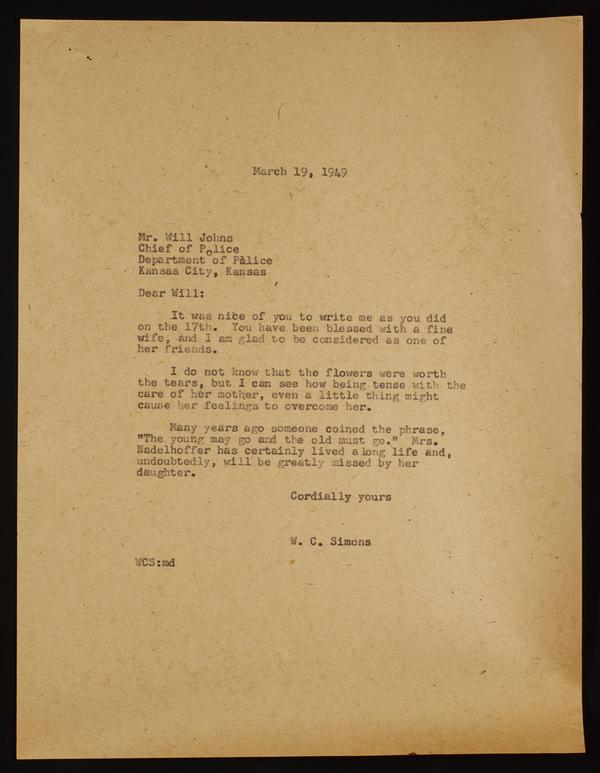 March 19, 1949
Mr. Will Johns
Chief of Police
Department of Police
Kansas City, Kansas
Dear Will:
It was nice of you to write me as you did
on the 17th. You have been blessed with a fine
wife, and I am glad to be considered as one of
her friends.
I do not know that the flowers were worth
the tears, but I can see how being tense with the
care of her mother, even a little thing might
cause her feelings to overcome her.
Many years ago someone coined the phrase,
"The young may go and the old must go." Mrs.
Nadelhoffer has certainly lived a long life and,
undoubtedly, will be greatly missed by her
daughter.
Cordially yours
W. C. Simons
WCS:md